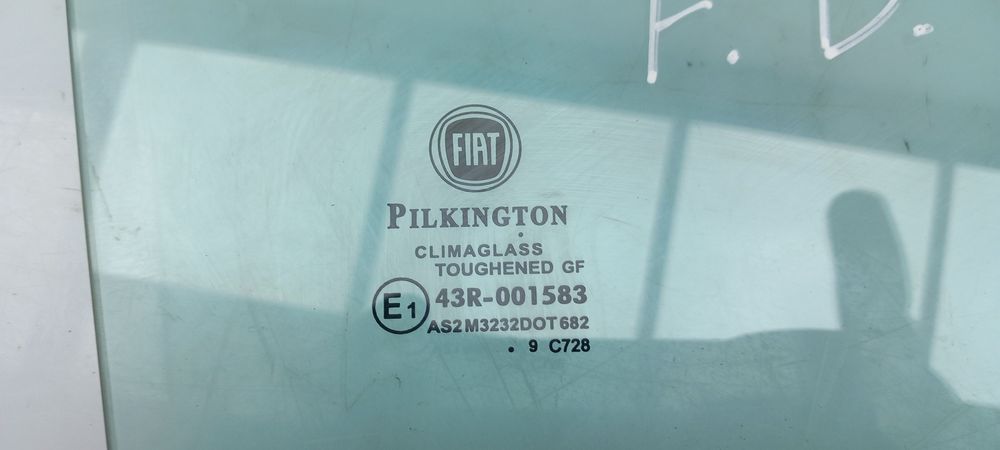 F. D.
FIAT
PILKINGTON
CLIMAGLASS
TOUGHENED GF
E1 43R-001583
AS2 M3232DOT 682
. 9 C728